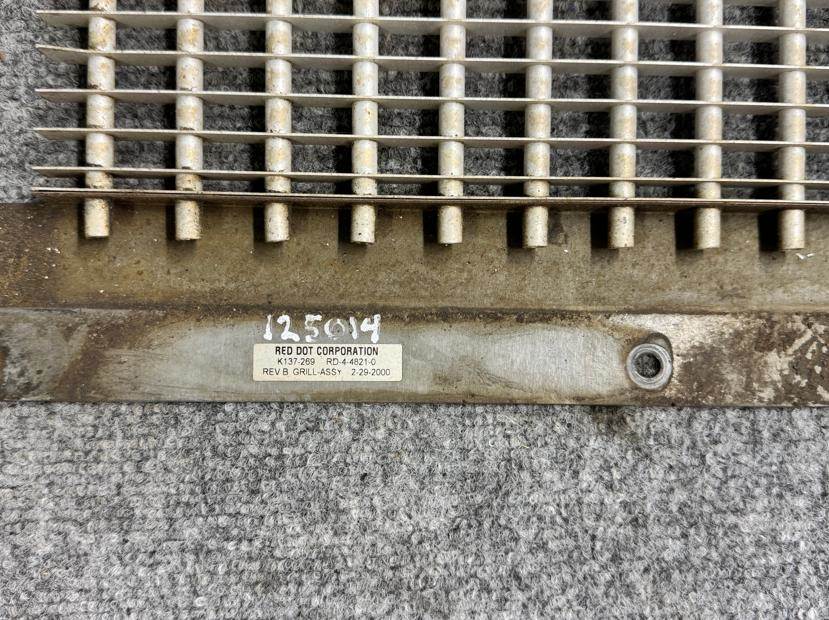 125014
RED DOT CORPORATION
K137-269 RD-4-4821-0
REV B GRILL-ASSY 2-29-2000